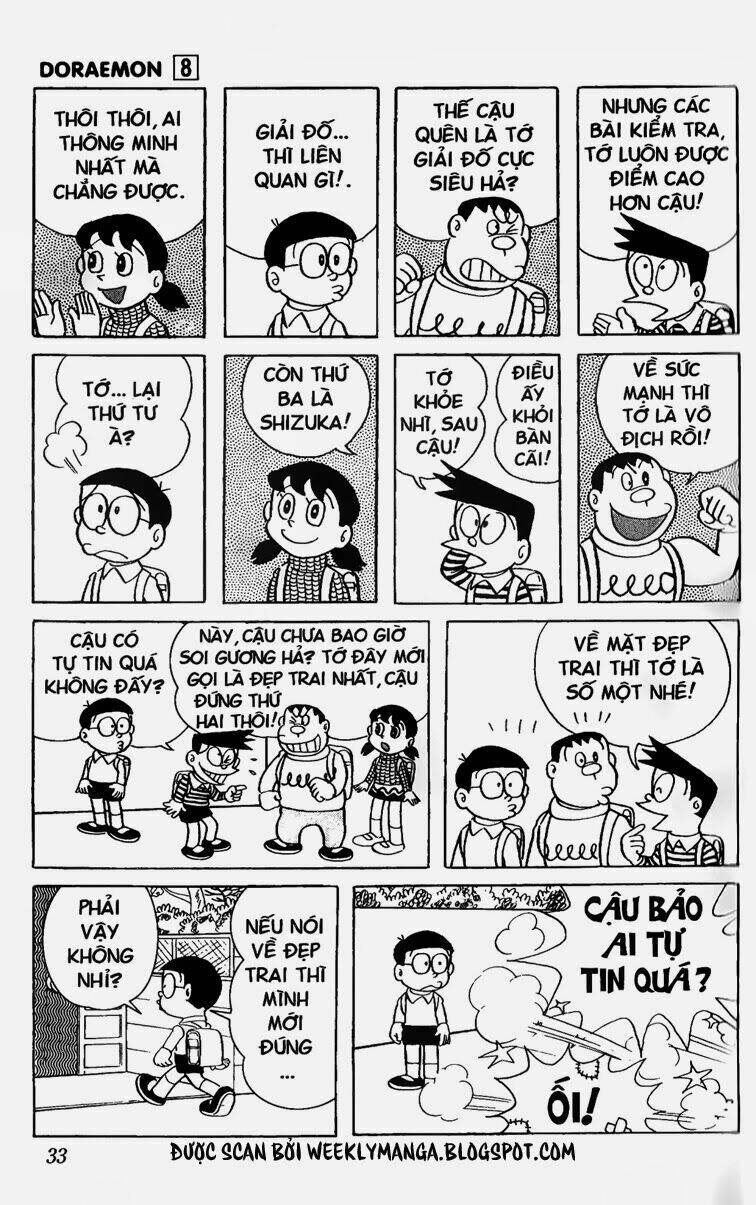 DORAEMON 8
NHƯNG CÁC
BÀI KIỂM TRA,
TỚ LUÔN ĐƯỢC
ĐIỂM CAO
HƠN CẬU!
THẾ CẬU
QUÊN LÀ TỚ
GIẢI ĐỐ CỰC
SIÊU HẢ?
GIẢI ĐỐ...
THÌ LIÊN
QUAN GÌ!.
THÔI THÔI, AI
THÔNG MINH
NHẤT MÀ
CHẲNG ĐƯỢC.
VỀ SỨC
MẠNH THÌ
TỚ LÀ VÔ
ĐỊCH RỒI!
ĐIỀU
ẤY
KHỎI
BÀN
CÃI!
TỚ
KHỎE
NHÌ, SAU
CẬU!
CÒN THỨ
BA LÀ
SHIZUKA!
TỚ... LẠI
THỨ TƯ
À?
VỀ MẶT ĐẸP
TRAI THÌ TỚ LÀ
SỐ MỘT NHÉ!
NÀY, CẬU CHƯA BAO GIỜ
SOI GƯƠNG HẢ? TỚ ĐÂY MỚI
GỌI LÀ ĐẸP TRAI NHẤT, CẬU
ĐỨNG THỨ
HAI THÔI!
CẬU CÓ
TỰ TIN QUÁ
KHÔNG ĐẤY?
CẬU BẢO
AI TỰ
TIN QUÁ?
ỐI!
NẾU NÓI
VỀ ĐẸP
TRAI THÌ
MÌNH
MỚI
ĐÚNG
...
PHẢI
VẬY
KHÔNG
NHỈ?
33
ĐƯỢC SCAN BỞI WEEKLYMANGA.BLOGSPOT.COM